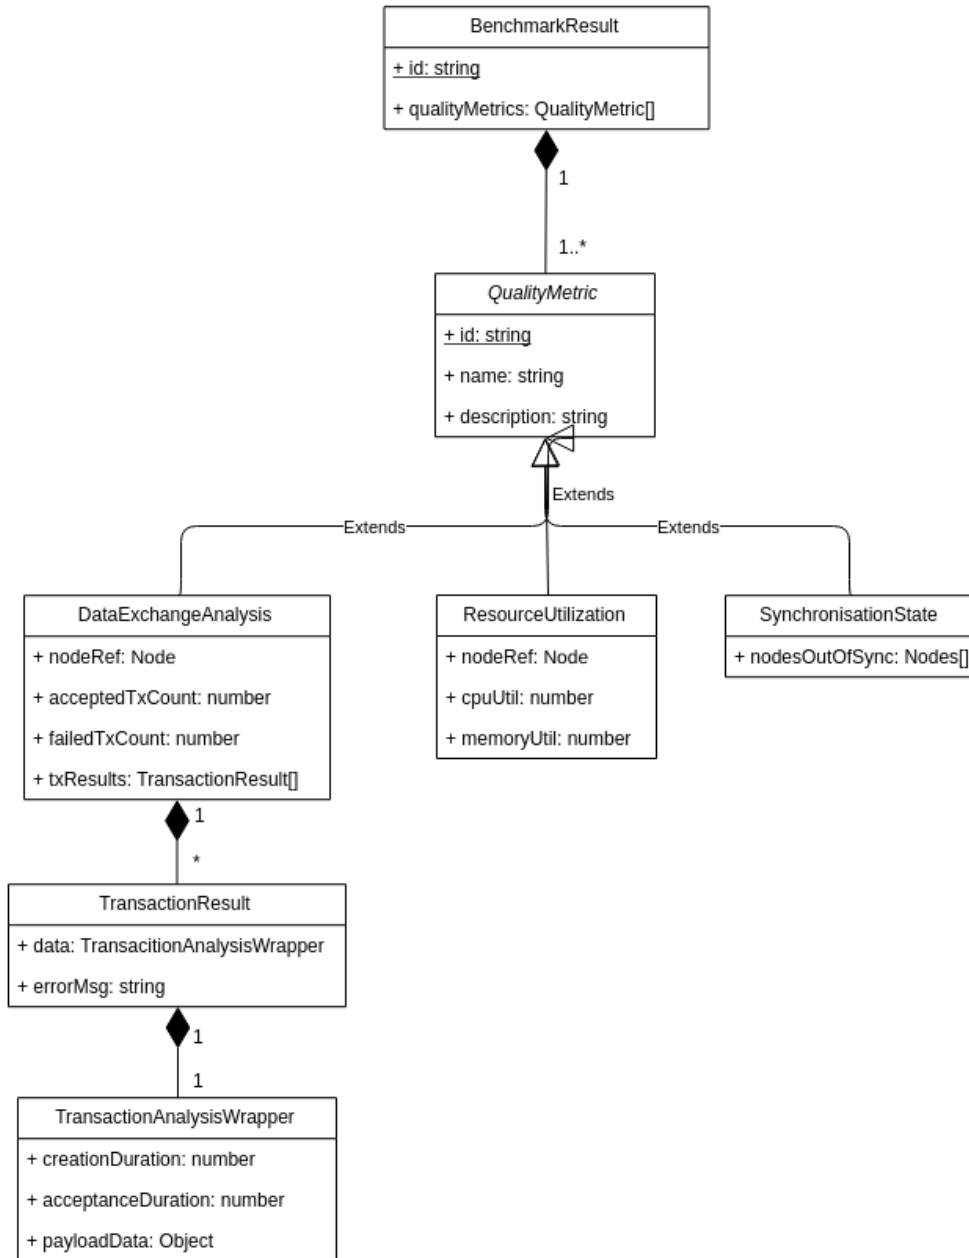 BenchmarkResult
+ id: string
+ qualityMetrics: QualityMetric[]
1
1..*
QualityMetric
+ id: string
+ name: string
+ description: string
Extends
Extends
Extends
DataExchangeAnalysis
+ nodeRef: Node
+ acceptedTxCount: number
+ failedTxCount: number
+ txResults: TransactionResult[]
ResourceUtilization
+ nodeRef: Node
+ cpuUtil: number
+ memoryUtil: number
SynchronisationState
+ nodesOutOfSync: Nodes[]
1
*
TransactionResult
+ data: TransacitionAnalysisWrapper
+ errorMsg: string
1
1
TransactionAnalysisWrapper
+ creationDuration: number
+ acceptanceDuration: number
+ payloadData: Object